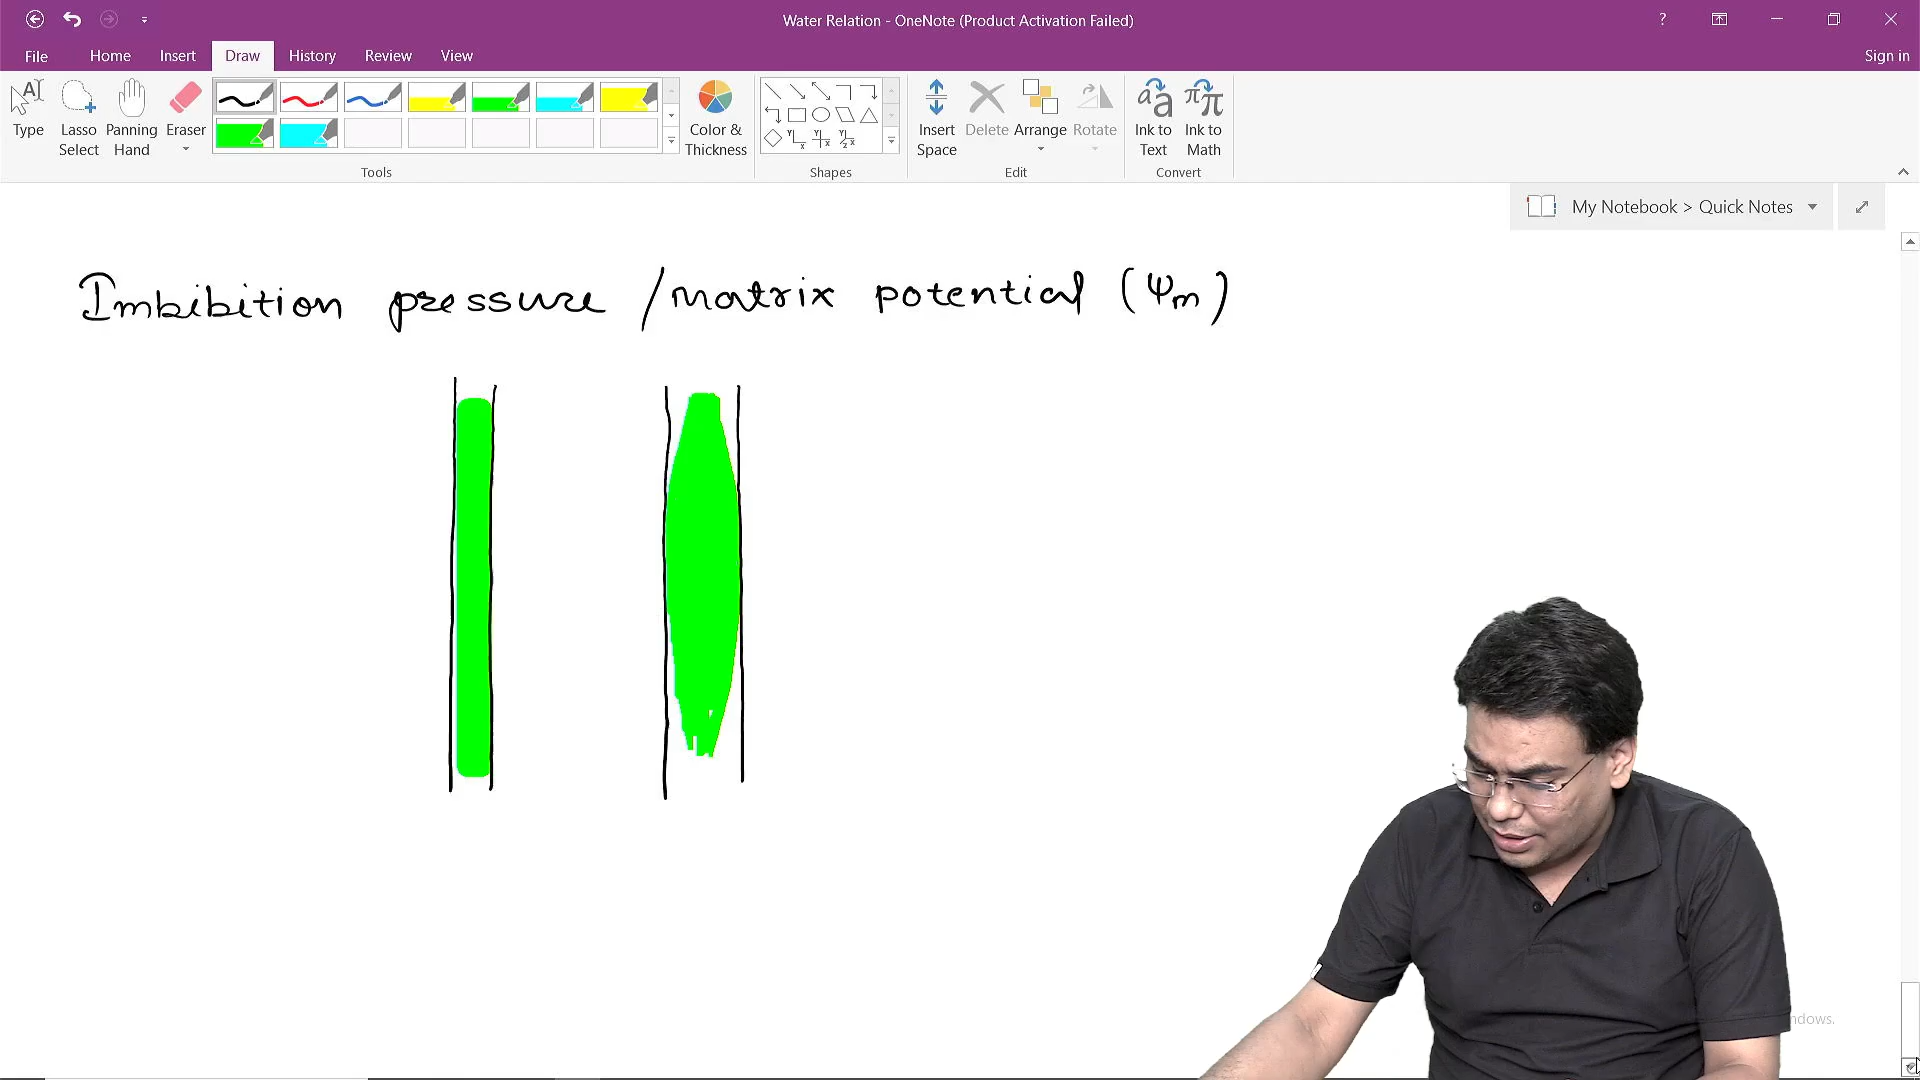 Water Relation - OneNote (Product Activation Failed)
?
File
Home
Insert
Draw
History
Review
View
Sign in
Type
Lasso Select
Panning Hand
Eraser
Color & Thickness
Insert Space
Delete
Arrange
Rotate
Ink to Text
Ink to Math
Tools
Shapes
Edit
Convert
My Notebook > Quick Notes
Imbibition pressure / matrix potential (Ψm)
ndows.